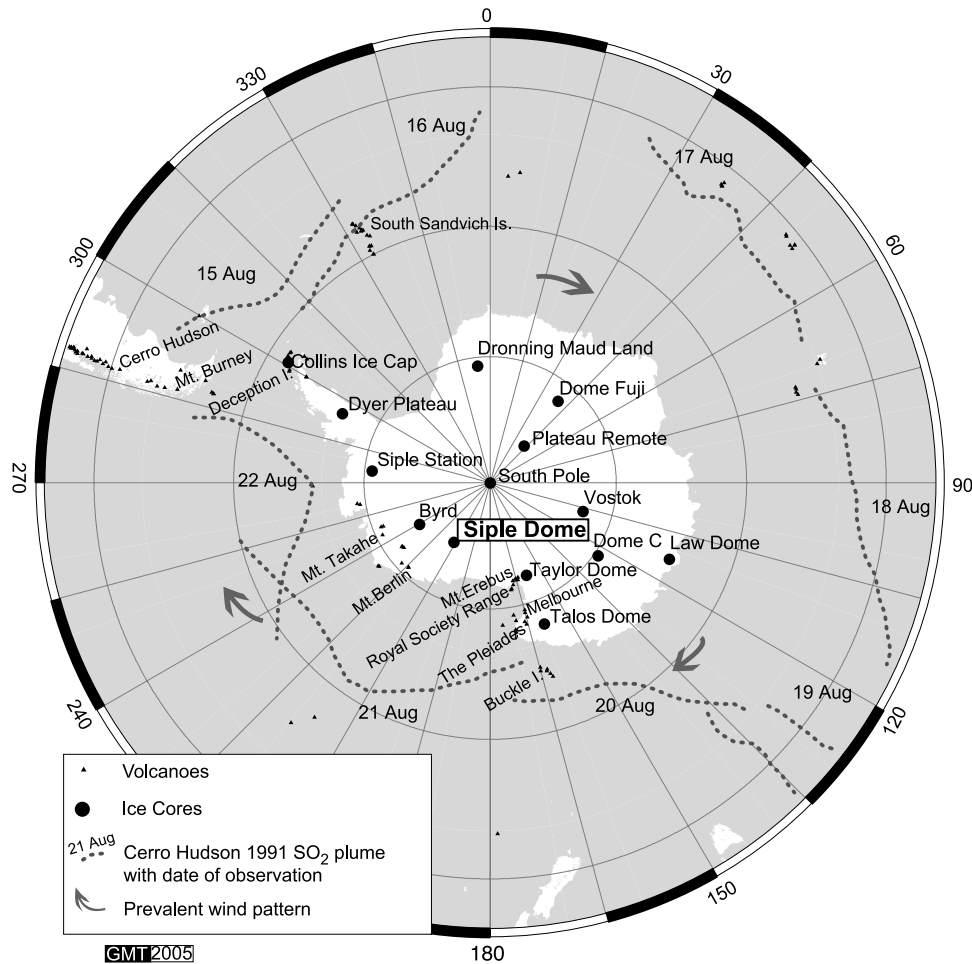 0
30
60
90
120
150
180
240
270
300
330
16 Aug
17 Aug
South Sandvich Is.
15 Aug
Cerro Hudson
Mt. Burney
Deception I.
Collins Ice Cap
Dronning Maud Land
Dyer Plateau
Dome Fuji
Plateau Remote
Siple Station
South Pole
22 Aug
Vostok
18 Aug
Byrd
Siple Dome
Dome C
Law Dome
Mt. Takahe
Mt.Berlin
Mt.Erebus
Taylor Dome
Royal Society Range
Melbourne
Talos Dome
The Pleiades
Buckle I.
21 Aug
20 Aug
19 Aug
Volcanoes
Ice Cores
21 Aug
Cerro Hudson 1991 SO2 plume
with date of observation
Prevalent wind pattern
GMT 2005